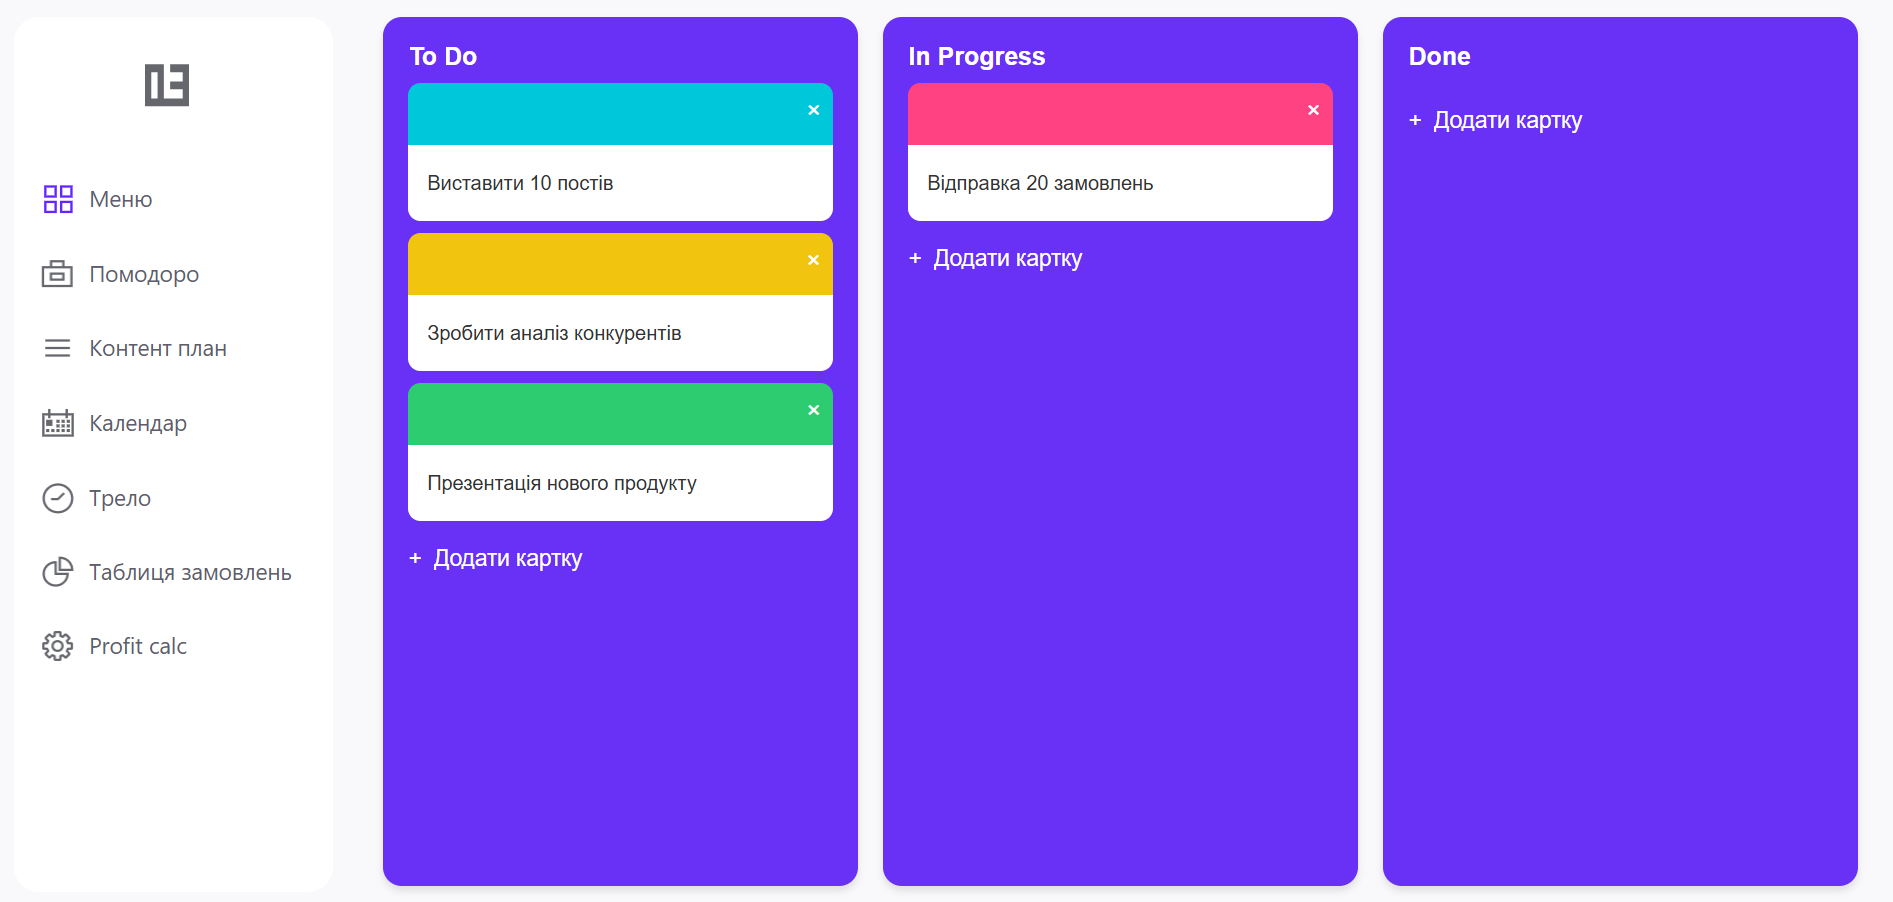 Меню
Помодоро
Контент план
Календар
Трело
Таблиця замовлень
Profit calc
To Do
×
Виставити 10 постів
×
Зробити аналіз конкурентів
×
Презентація нового продукту
+ Додати картку
In Progress
×
Відправка 20 замовлень
+ Додати картку
Done
+ Додати картку